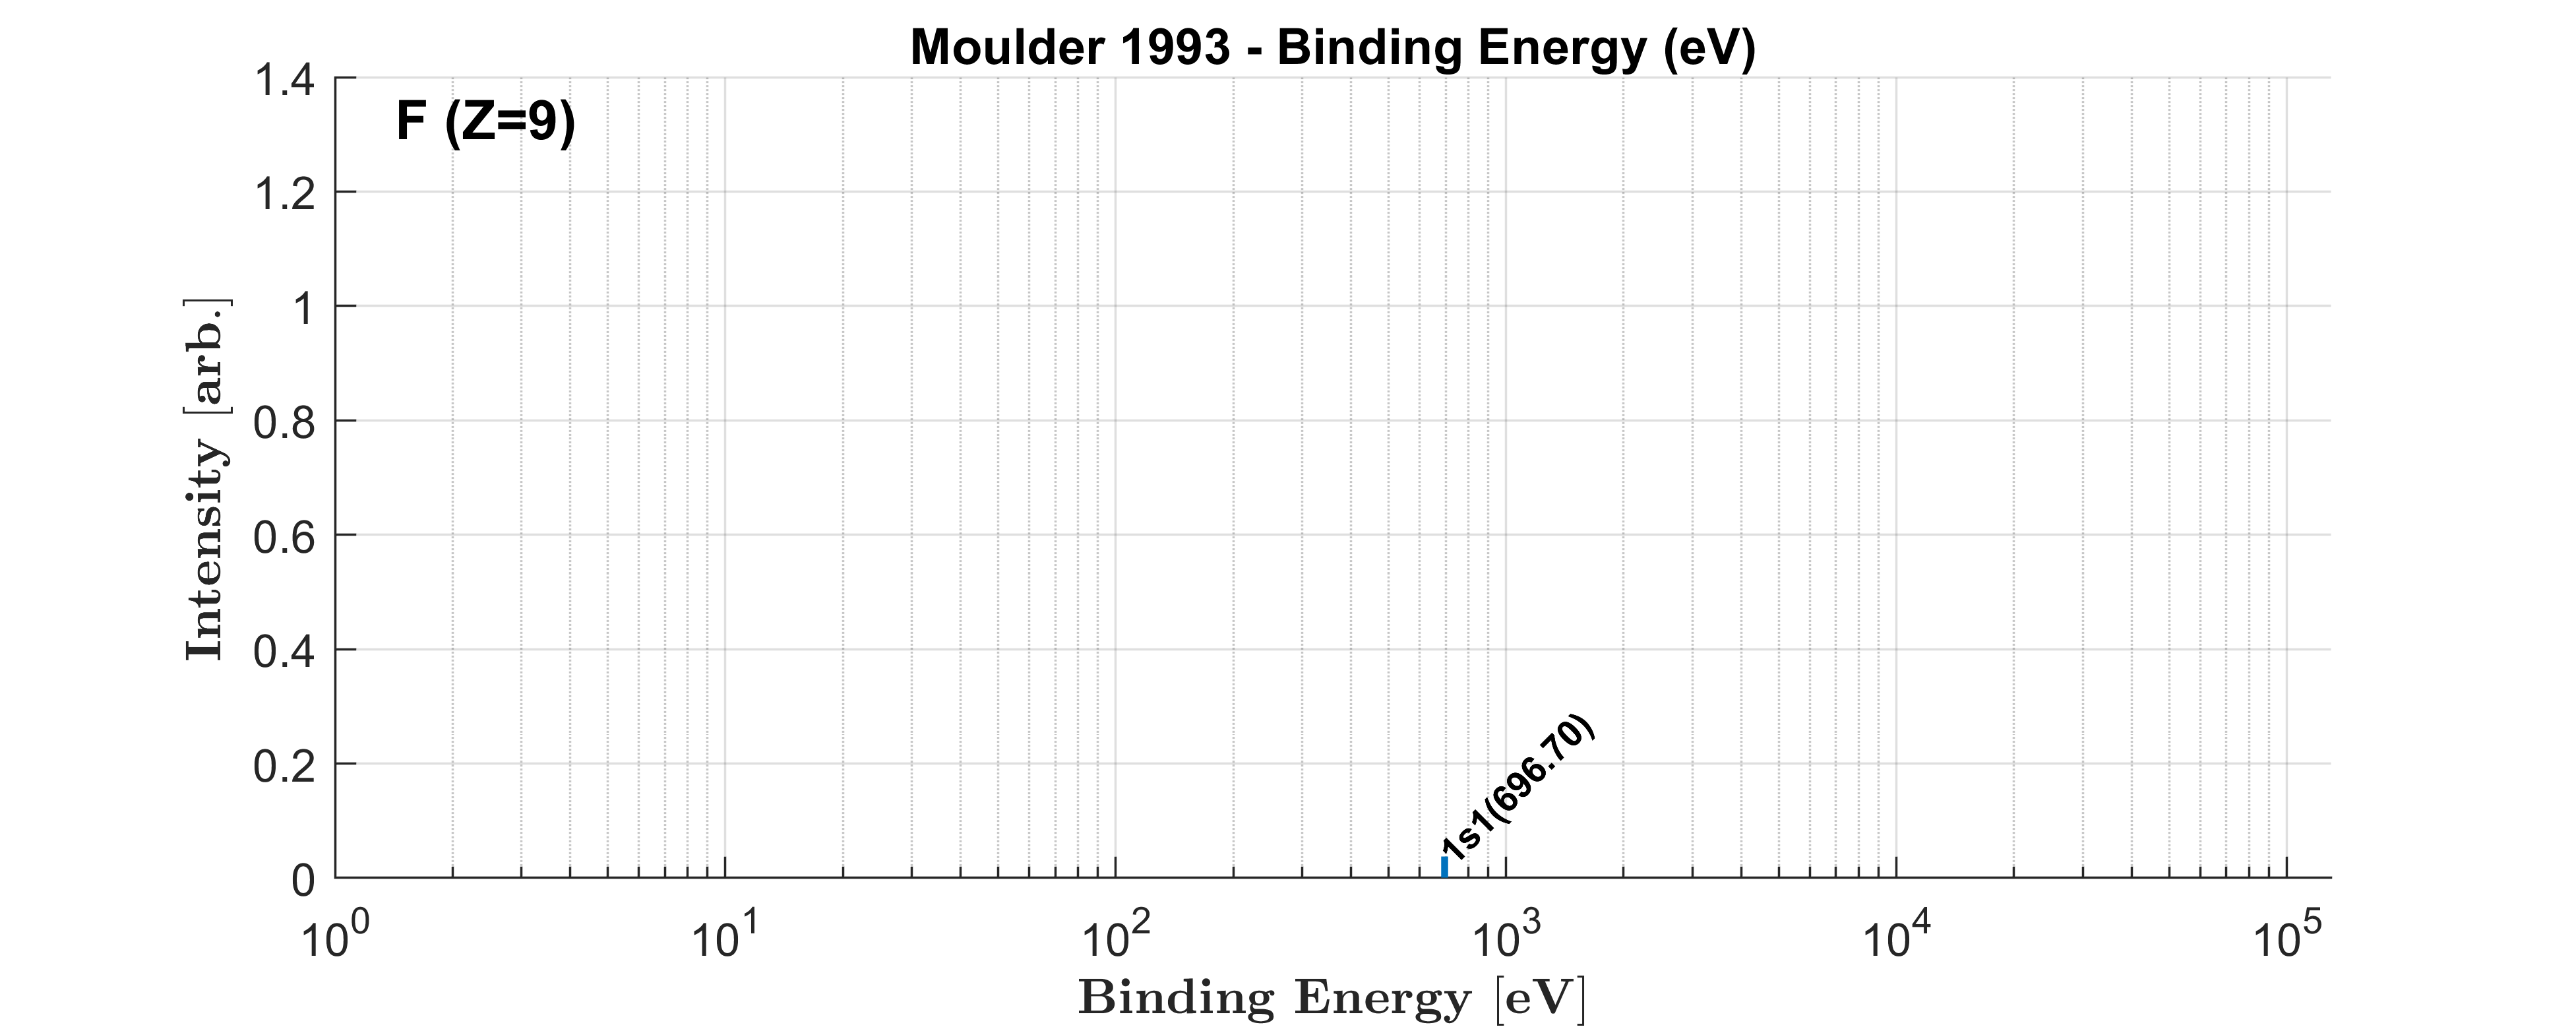 Moulder 1993 - Binding Energy (eV)
F (Z=9)
1.4
1.2
1
0.8
0.6
0.4
0.2
0
Intensity [arb.]
1s1(696.70)
10^0 10^1 10^2 10^3 10^4 10^5
Binding Energy [eV]